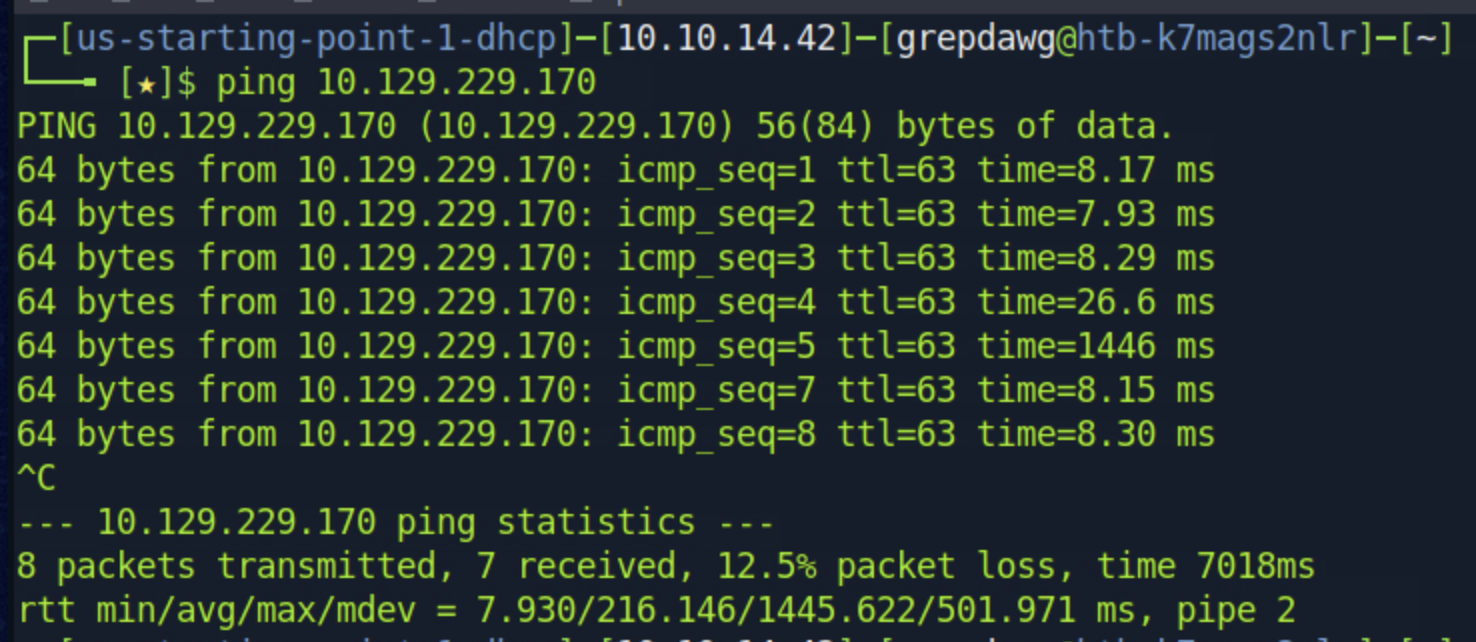 ┌─[us-starting-point-1-dhcp]─[10.10.14.42]─[grepdawg@htb-k7mags2nlr]─[~]
└──╼ [★]$ ping 10.129.229.170
PING 10.129.229.170 (10.129.229.170) 56(84) bytes of data.
64 bytes from 10.129.229.170: icmp_seq=1 ttl=63 time=8.17 ms
64 bytes from 10.129.229.170: icmp_seq=2 ttl=63 time=7.93 ms
64 bytes from 10.129.229.170: icmp_seq=3 ttl=63 time=8.29 ms
64 bytes from 10.129.229.170: icmp_seq=4 ttl=63 time=26.6 ms
64 bytes from 10.129.229.170: icmp_seq=5 ttl=63 time=1446 ms
64 bytes from 10.129.229.170: icmp_seq=7 ttl=63 time=8.15 ms
64 bytes from 10.129.229.170: icmp_seq=8 ttl=63 time=8.30 ms
^C
--- 10.129.229.170 ping statistics ---
8 packets transmitted, 7 received, 12.5% packet loss, time 7018ms
rtt min/avg/max/mdev = 7.930/216.146/1445.622/501.971 ms, pipe 2